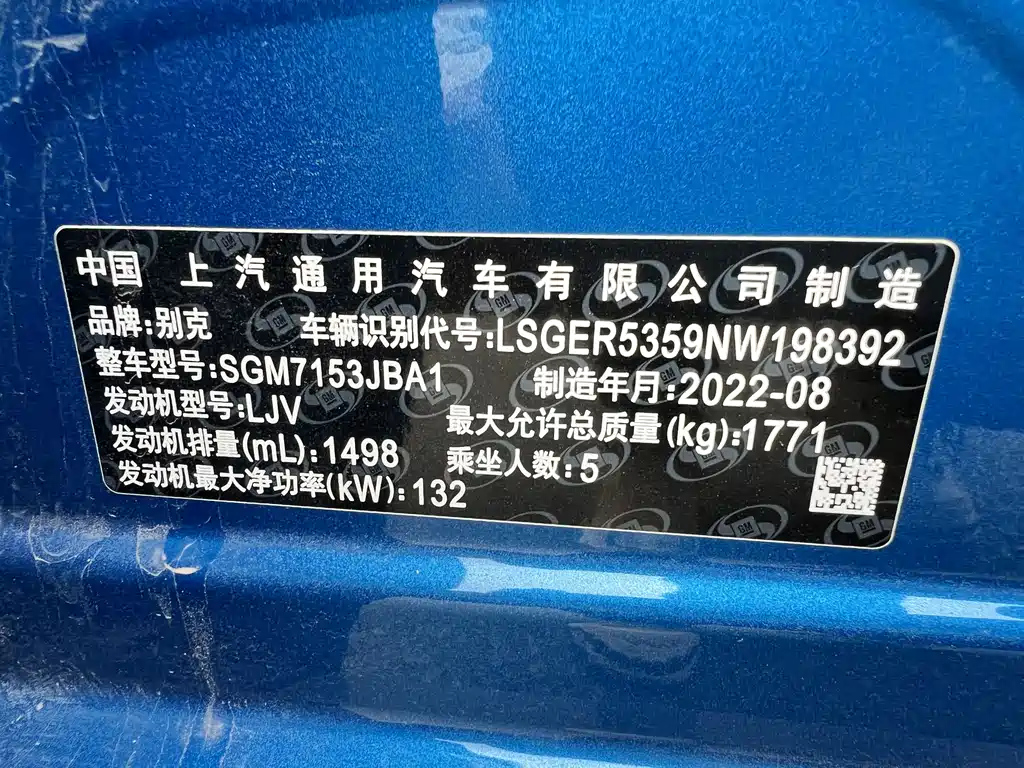 中国 上汽通用汽车有限公司制造
品牌:别克 车辆识别代号:LSGER5359NW198392
整车型号:SGM7153JBA1 制造年月:2022-08
发动机型号:LJV 最大允许总质量(kg):1771
发动机排量(mL):1498 乘坐人数:5
发动机最大净功率(kW):132